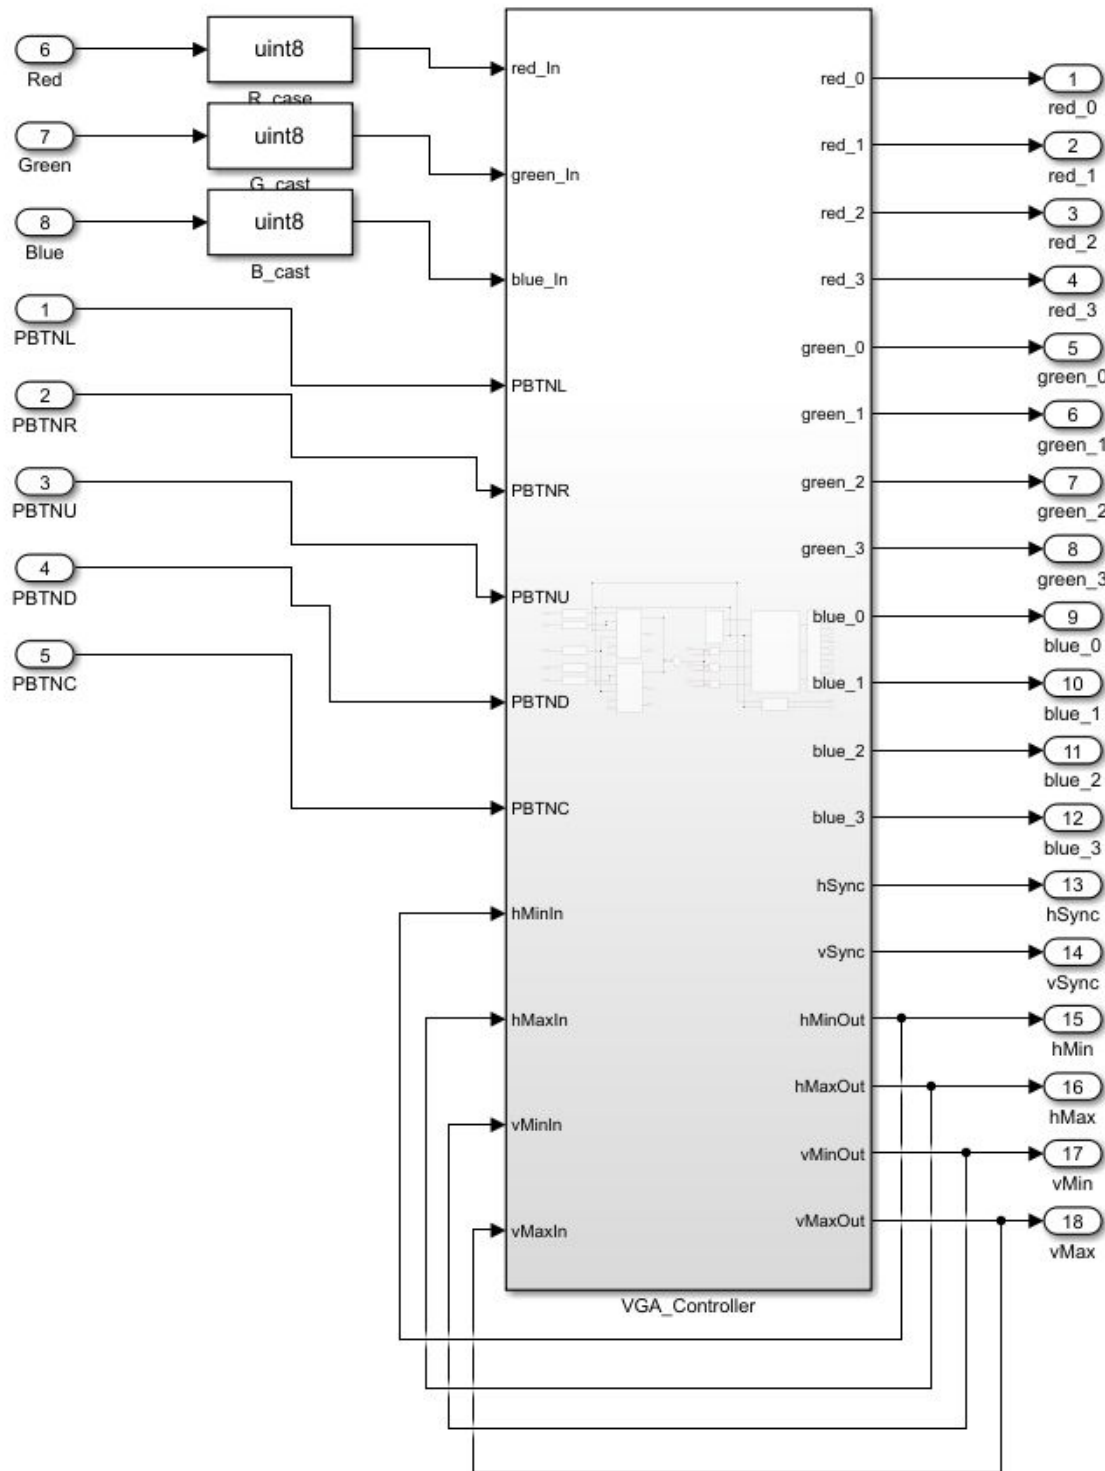 6
Red
uint8
R_case
7
Green
uint8
G_cast
8
Blue
uint8
B_cast
1
PBTNL
2
PBTNR
3
PBTNU
4
PBTND
5
PBTNC
red_In
green_In
blue_In
PBTNL
PBTNR
PBTNU
PBTND
PBTNC
hMinIn
hMaxIn
vMinIn
vMaxIn
red_0
red_1
red_2
red_3
green_0
green_1
green_2
green_3
blue_0
blue_1
blue_2
blue_3
hSync
vSync
hMinOut
hMaxOut
vMinOut
vMaxOut
VGA_Controller
1
red_0
2
red_1
3
red_2
4
red_3
5
green_0
6
green_1
7
green_2
8
green_3
9
blue_0
10
blue_1
11
blue_2
12
blue_3
13
hSync
14
vSync
15
hMin
16
hMax
17
vMin
18
vMax